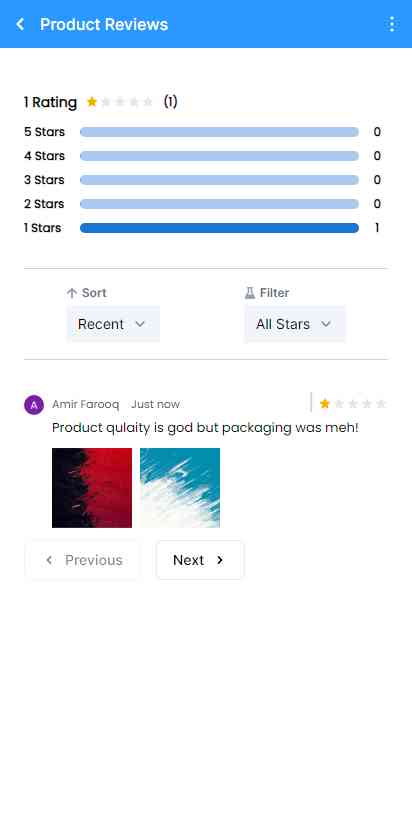 Product Reviews
1 Rating (1)
5 Stars 0
4 Stars 0
3 Stars 0
2 Stars 0
1 Stars 1
Sort Filter
Recent All Stars
A Amir Farooq Just now
Product qulaity is god but packaging was meh!
Previous Next